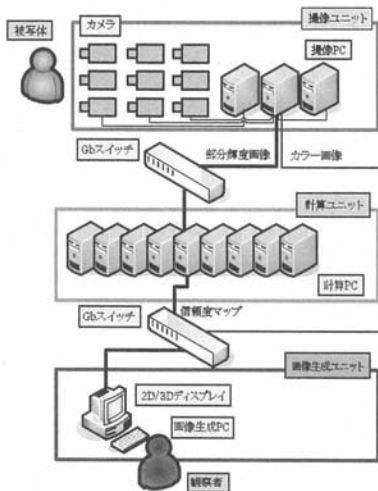 撮像ユニット
被写体
カメラ
撮像PC
Gbスイッチ
部分輝度画像
カラー画像
計算ユニット
計算PC
Gbスイッチ
信頼度マップ
画像生成ユニット
2D/3Dディスプレイ
画像生成PC
観察者